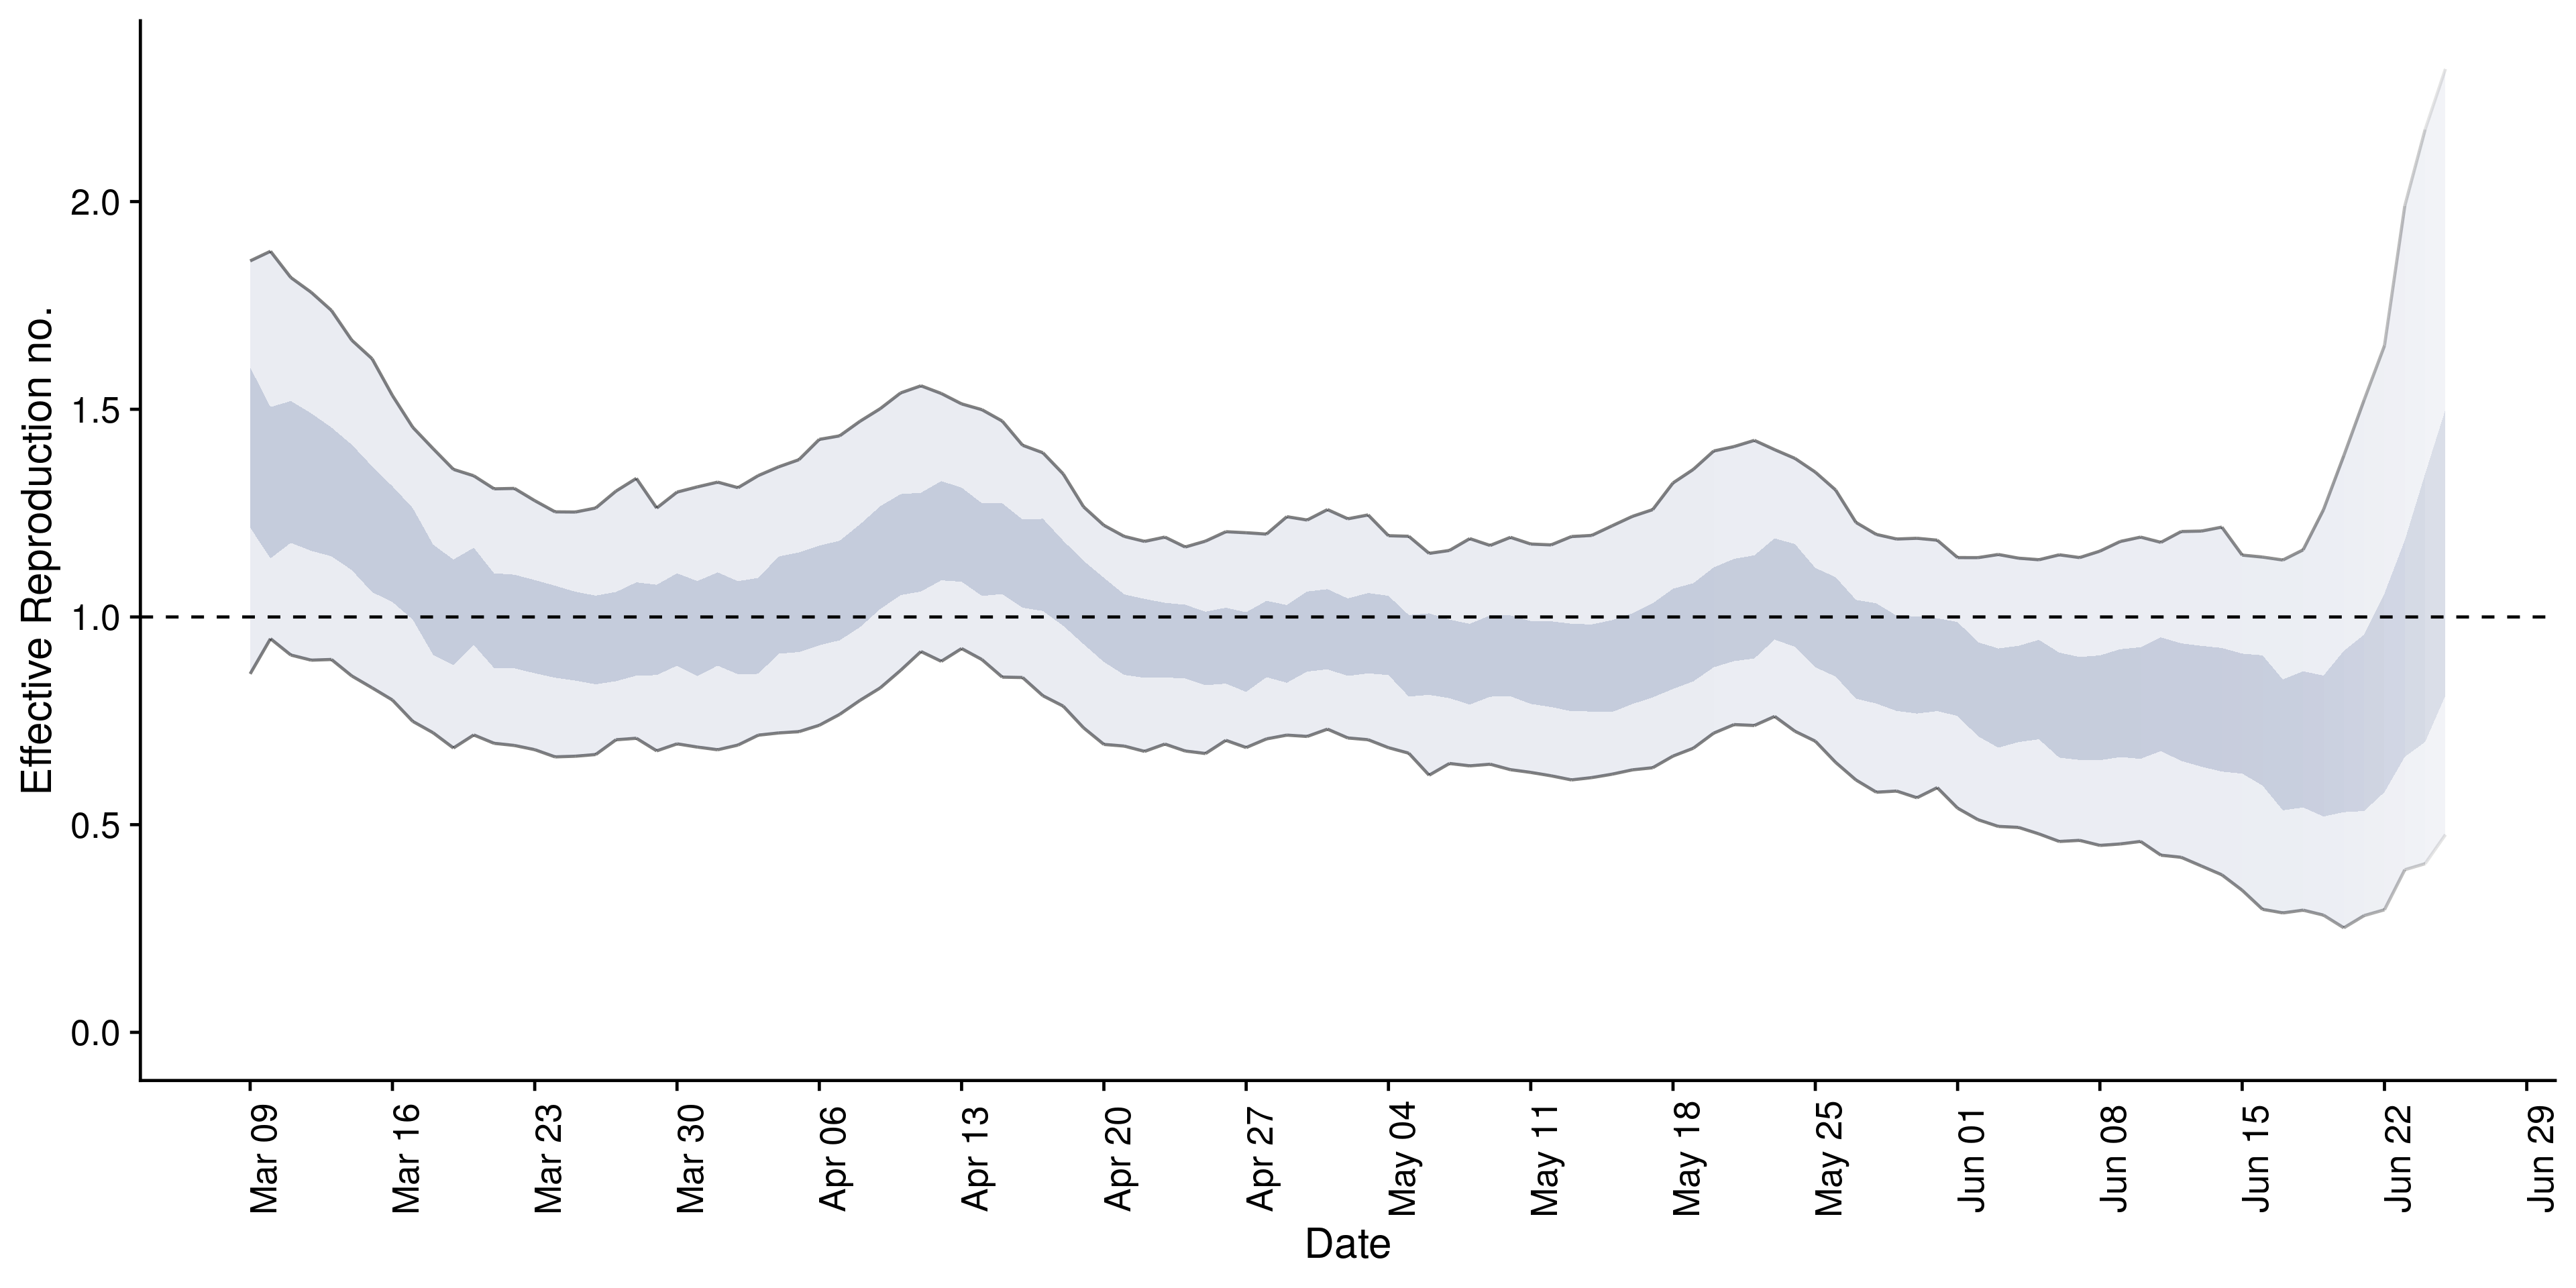 Effective Reproduction no.
2.0
1.5
1.0
0.5
0.0
Mar 09
Mar 16
Mar 23
Mar 30
Apr 06
Apr 13
Apr 20
Apr 27
May 04
May 11
May 18
May 25
Jun 01
Jun 08
Jun 15
Jun 22
Jun 29
Date